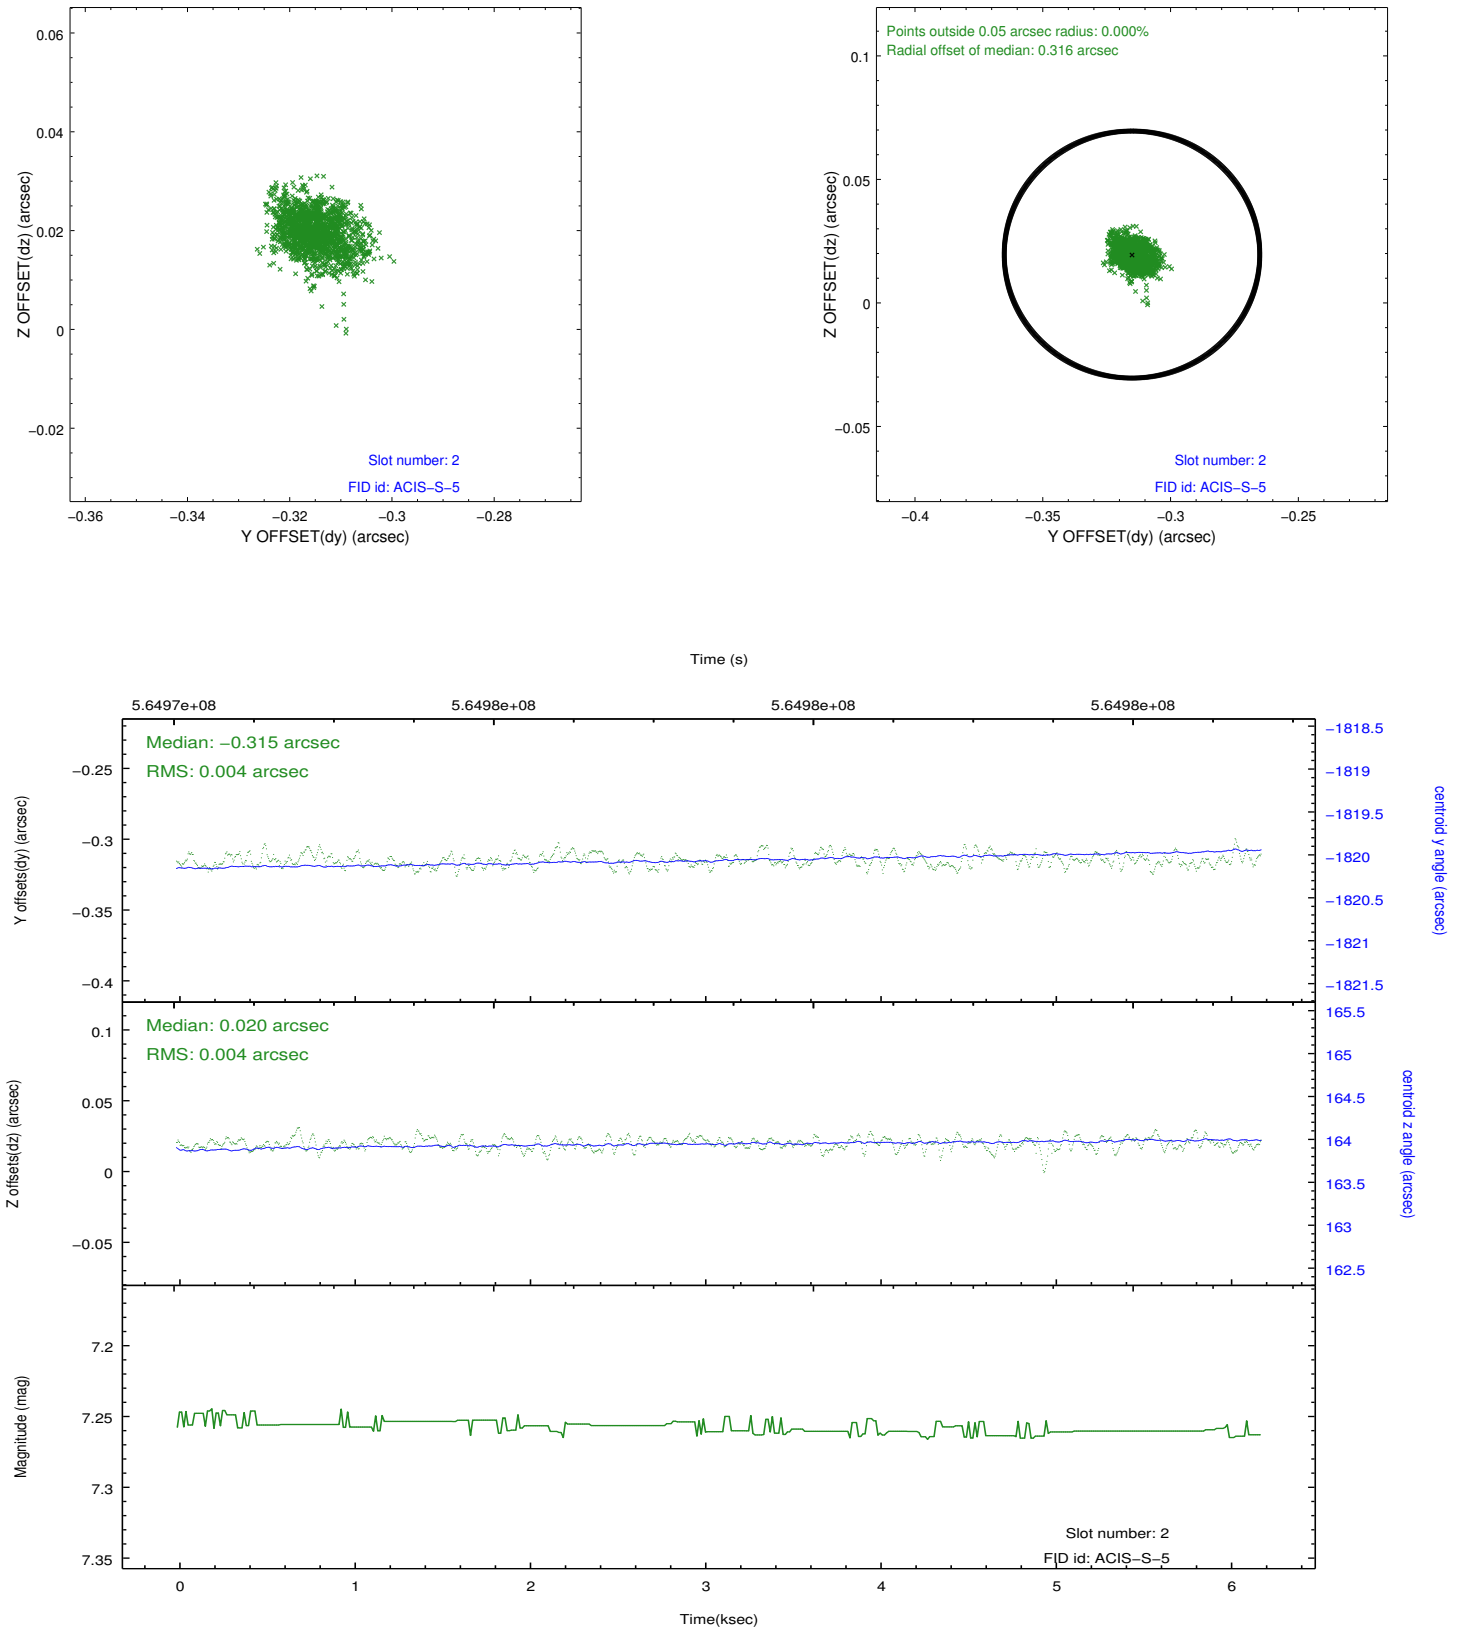 0.06
0.04
0.02
0
−0.02
Z OFFSET(dz) (arcsec)
Slot number: 2
FID id: ACIS−S−5
−0.36
−0.34
−0.32
−0.3
−0.28
Y OFFSET(dy) (arcsec)
Points outside 0.05 arcsec radius: 0.000%
Radial offset of median: 0.316 arcsec
0.1
0.05
0
−0.05
Z OFFSET(dz) (arcsec)
Slot number: 2
FID id: ACIS−S−5
−0.4
−0.35
−0.3
−0.25
Y OFFSET(dy) (arcsec)
Time (s)
5.6497e+08
5.6498e+08
5.6498e+08
5.6498e+08
Median: −0.315 arcsec
RMS: 0.004 arcsec
−0.25
−0.3
−0.35
−0.4
Y offsets(dy) (arcsec)
−1818.5
−1819
−1819.5
−1820
−1820.5
−1821
−1821.5
centroid y angle (arcsec)
Median: 0.020 arcsec
RMS: 0.004 arcsec
0.1
0.05
0
−0.05
Z offsets(dz) (arcsec)
165.5
165
164.5
164
163.5
163
162.5
centroid z angle (arcsec)
7.2
7.25
7.3
7.35
Magnitude (mag)
Slot number: 2
FID id: ACIS−S−5
0
1
2
3
4
5
6
Time(ksec)